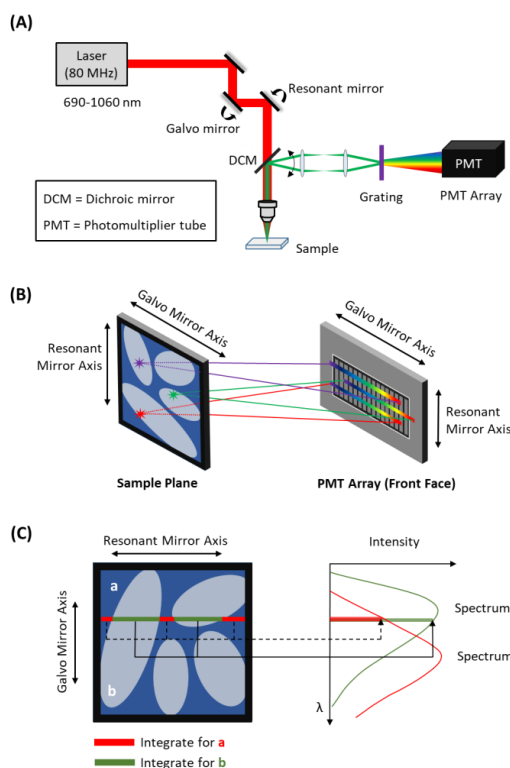 (A)
Laser
(80 MHz)
690-1060 nm
Resonant mirror
Galvo mirror
DCM
PMT
Grating
PMT Array
DCM = Dichroic mirror
PMT = Photomultiplier tube
Sample
(B)
Galvo Mirror Axis
Galvo Mirror Axis
Resonant
Mirror Axis
Resonant
Mirror Axis
Sample Plane
PMT Array (Front Face)
(C)
Resonant Mirror Axis
Intensity
Galvo Mirror Axis
a
b
Spectrum
Spectrum
λ
Integrate for a
Integrate for b